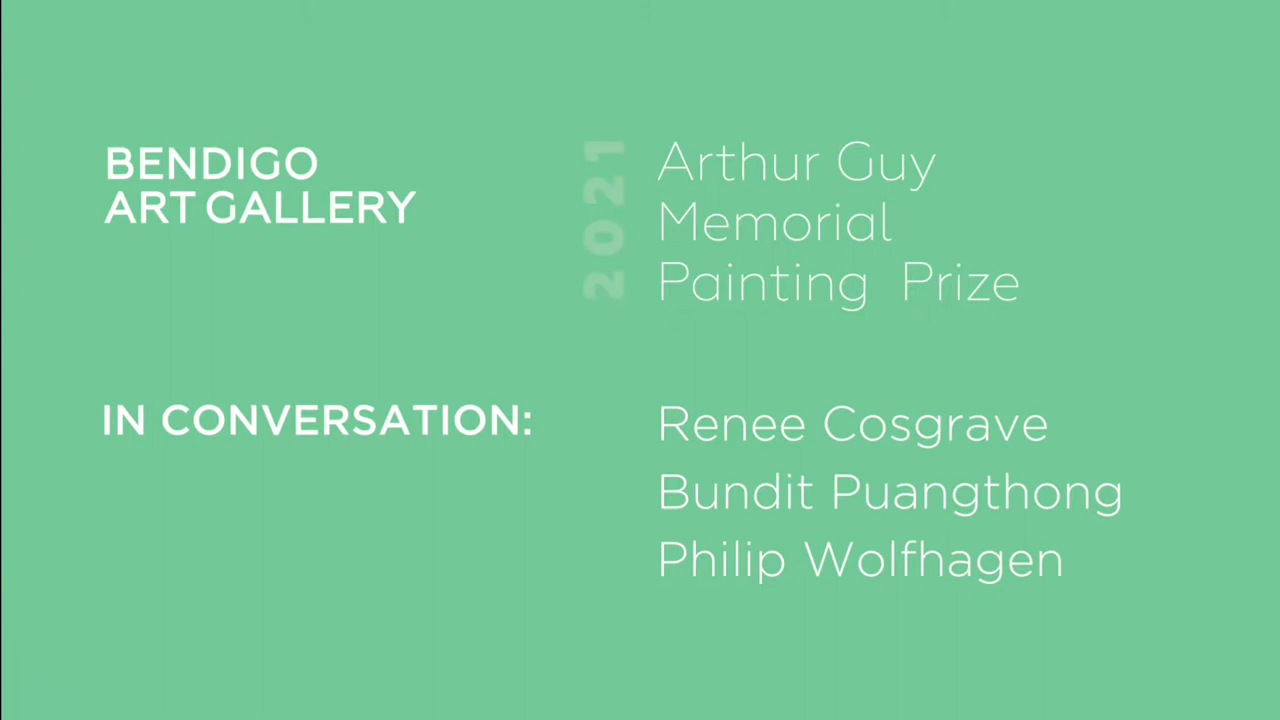 BENDIGO
ART GALLERY
2021
Arthur Guy
Memorial
Painting Prize
IN CONVERSATION:
Renee Cosgrave
Bundit Puangthong
Philip Wolfhagen